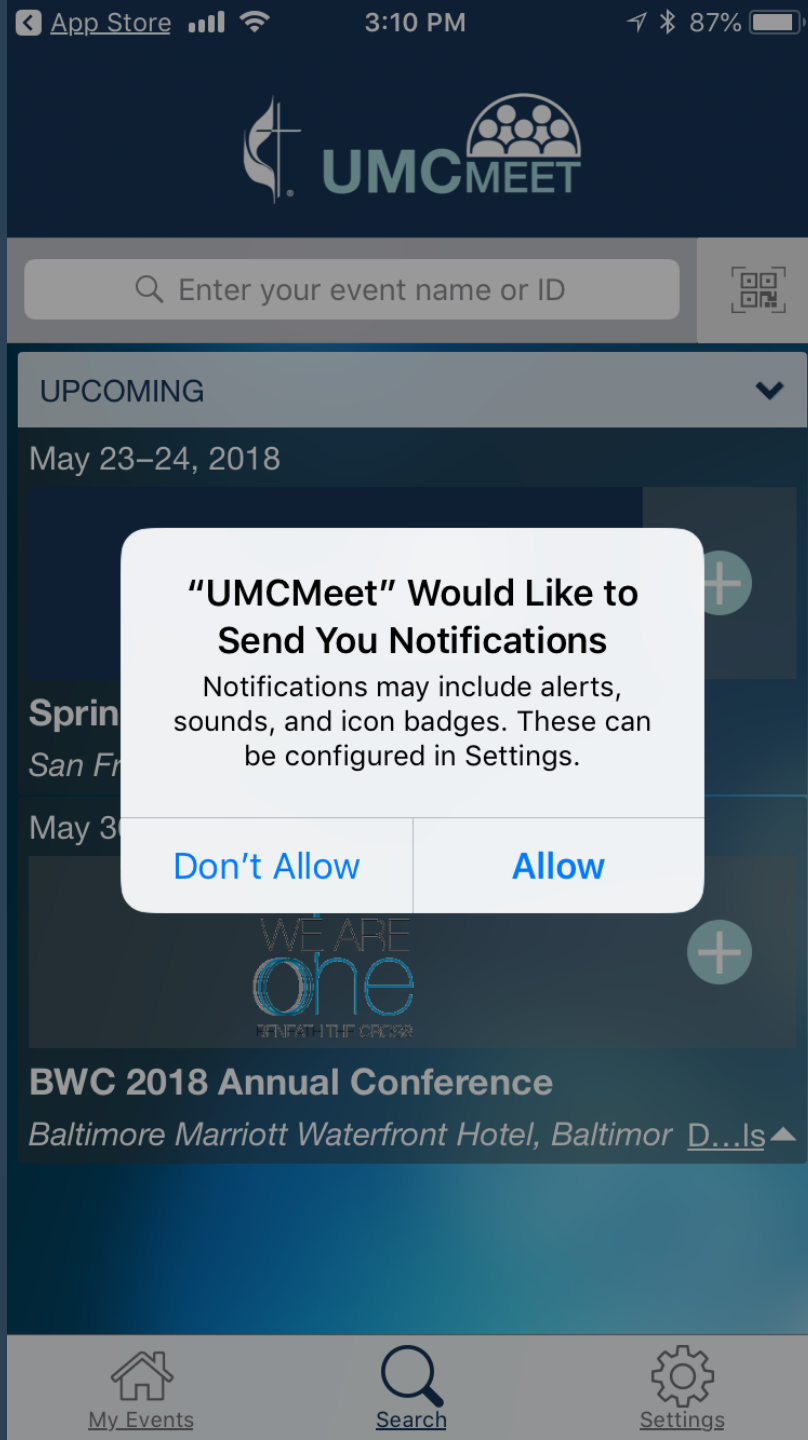 App Store 3:10 PM 87%
UMCMEET
Enter your event name or ID
UPCOMING
May 23–24, 2018
“UMCMeet” Would Like to
Send You Notifications
Notifications may include alerts,
sounds, and icon badges. These can
be configured in Settings.
Don’t Allow Allow
Sprin
San Fr
May 3
WE ARE
one
BENEATH THE CROSS
BWC 2018 Annual Conference
Baltimore Marriott Waterfront Hotel, Baltimor D...ls
My Events Search Settings